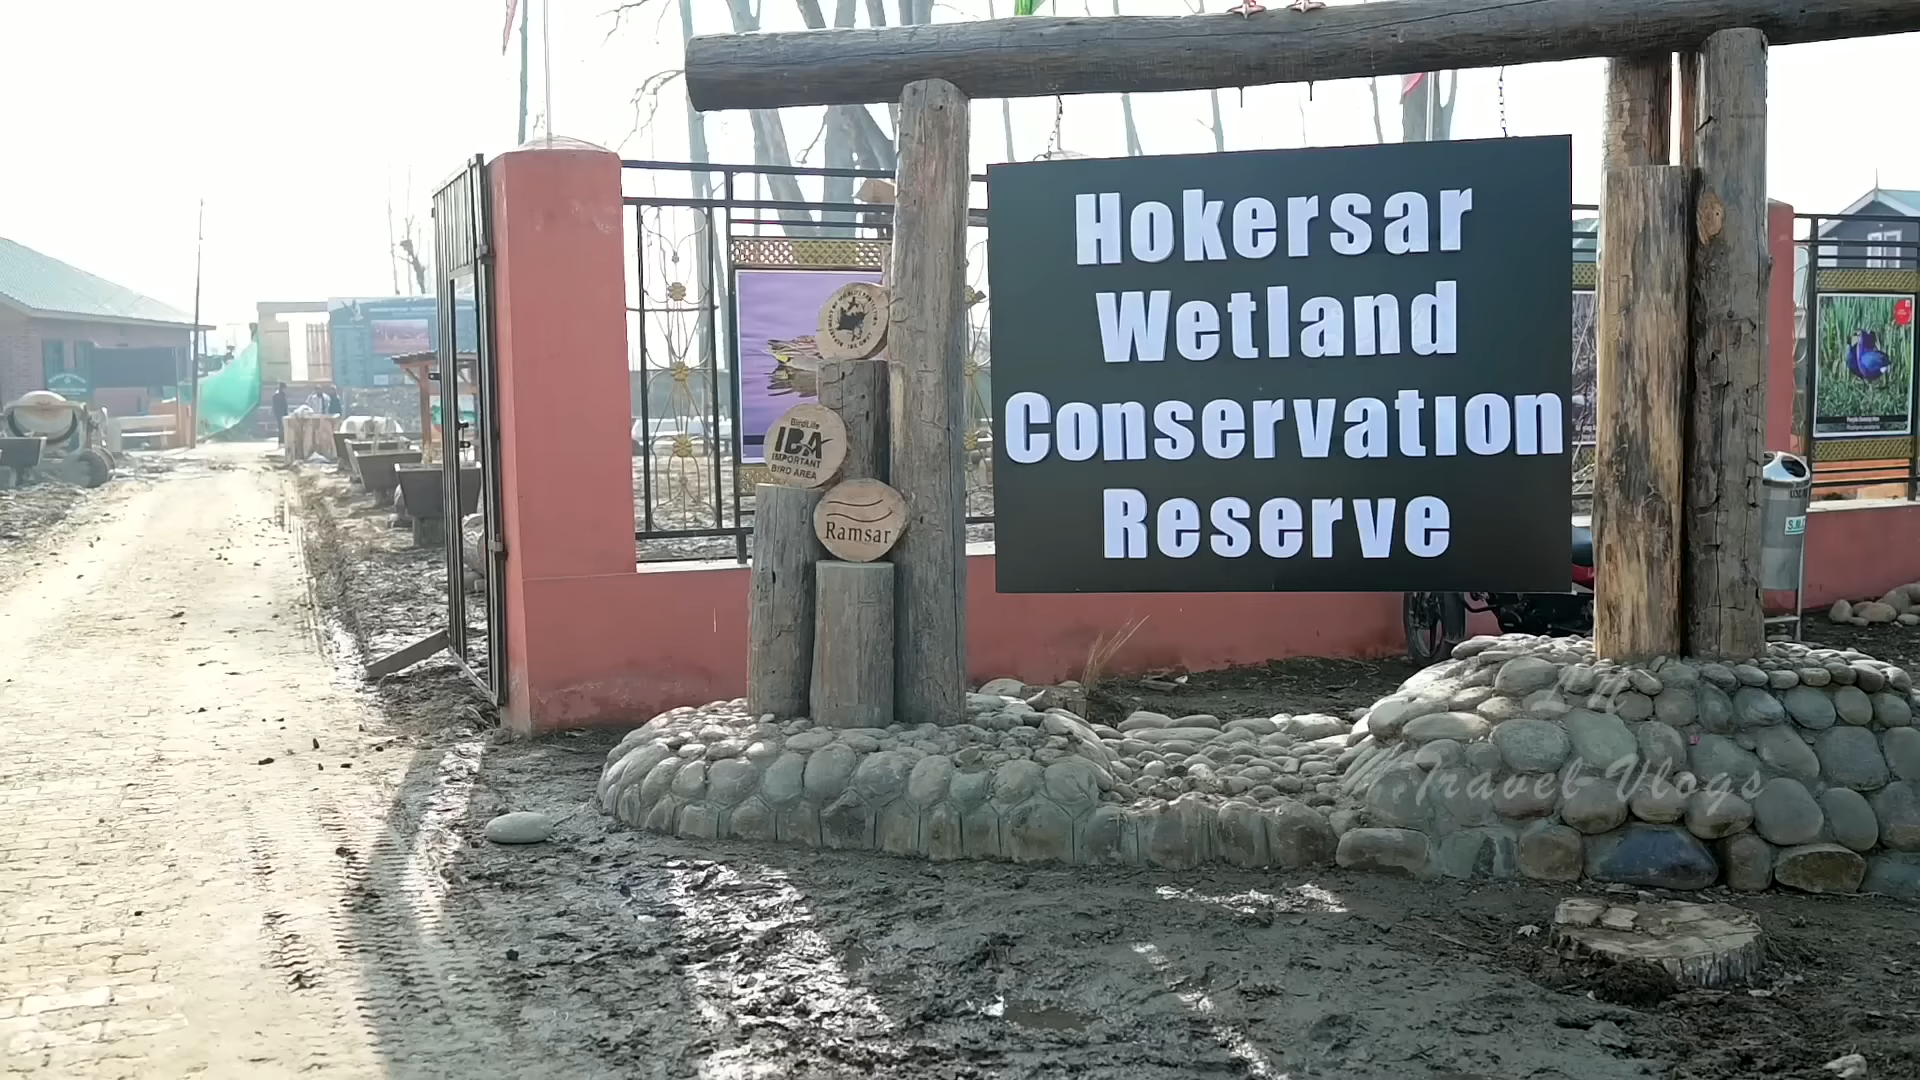 Hokersar
Wetland
Conservation
Reserve
BirdLife
IBA
IMPORTANT
BIRD AREA
Ramsar
Travel Vlogs